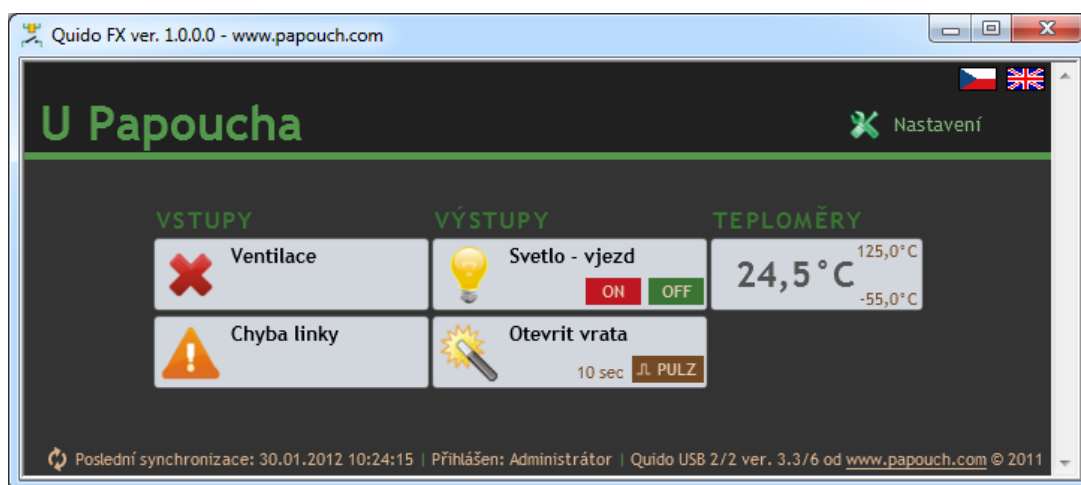 Quido FX ver. 1.0.0.0 - www.papouch.com
U Papoucha
Nastavení
VSTUPY
VÝSTUPY
TEPLOMĚRY
Ventilace
Svetlo - vjezd
ON OFF
24,5°C
125,0°C
-55,0°C
Chyba linky
Otevrit vrata
10 sec PULZ
Poslední synchronizace: 30.01.2012 10:24:15 | Přihlášen: Administrátor | Quido USB 2/2 ver. 3.3/6 od www.papouch.com © 2011